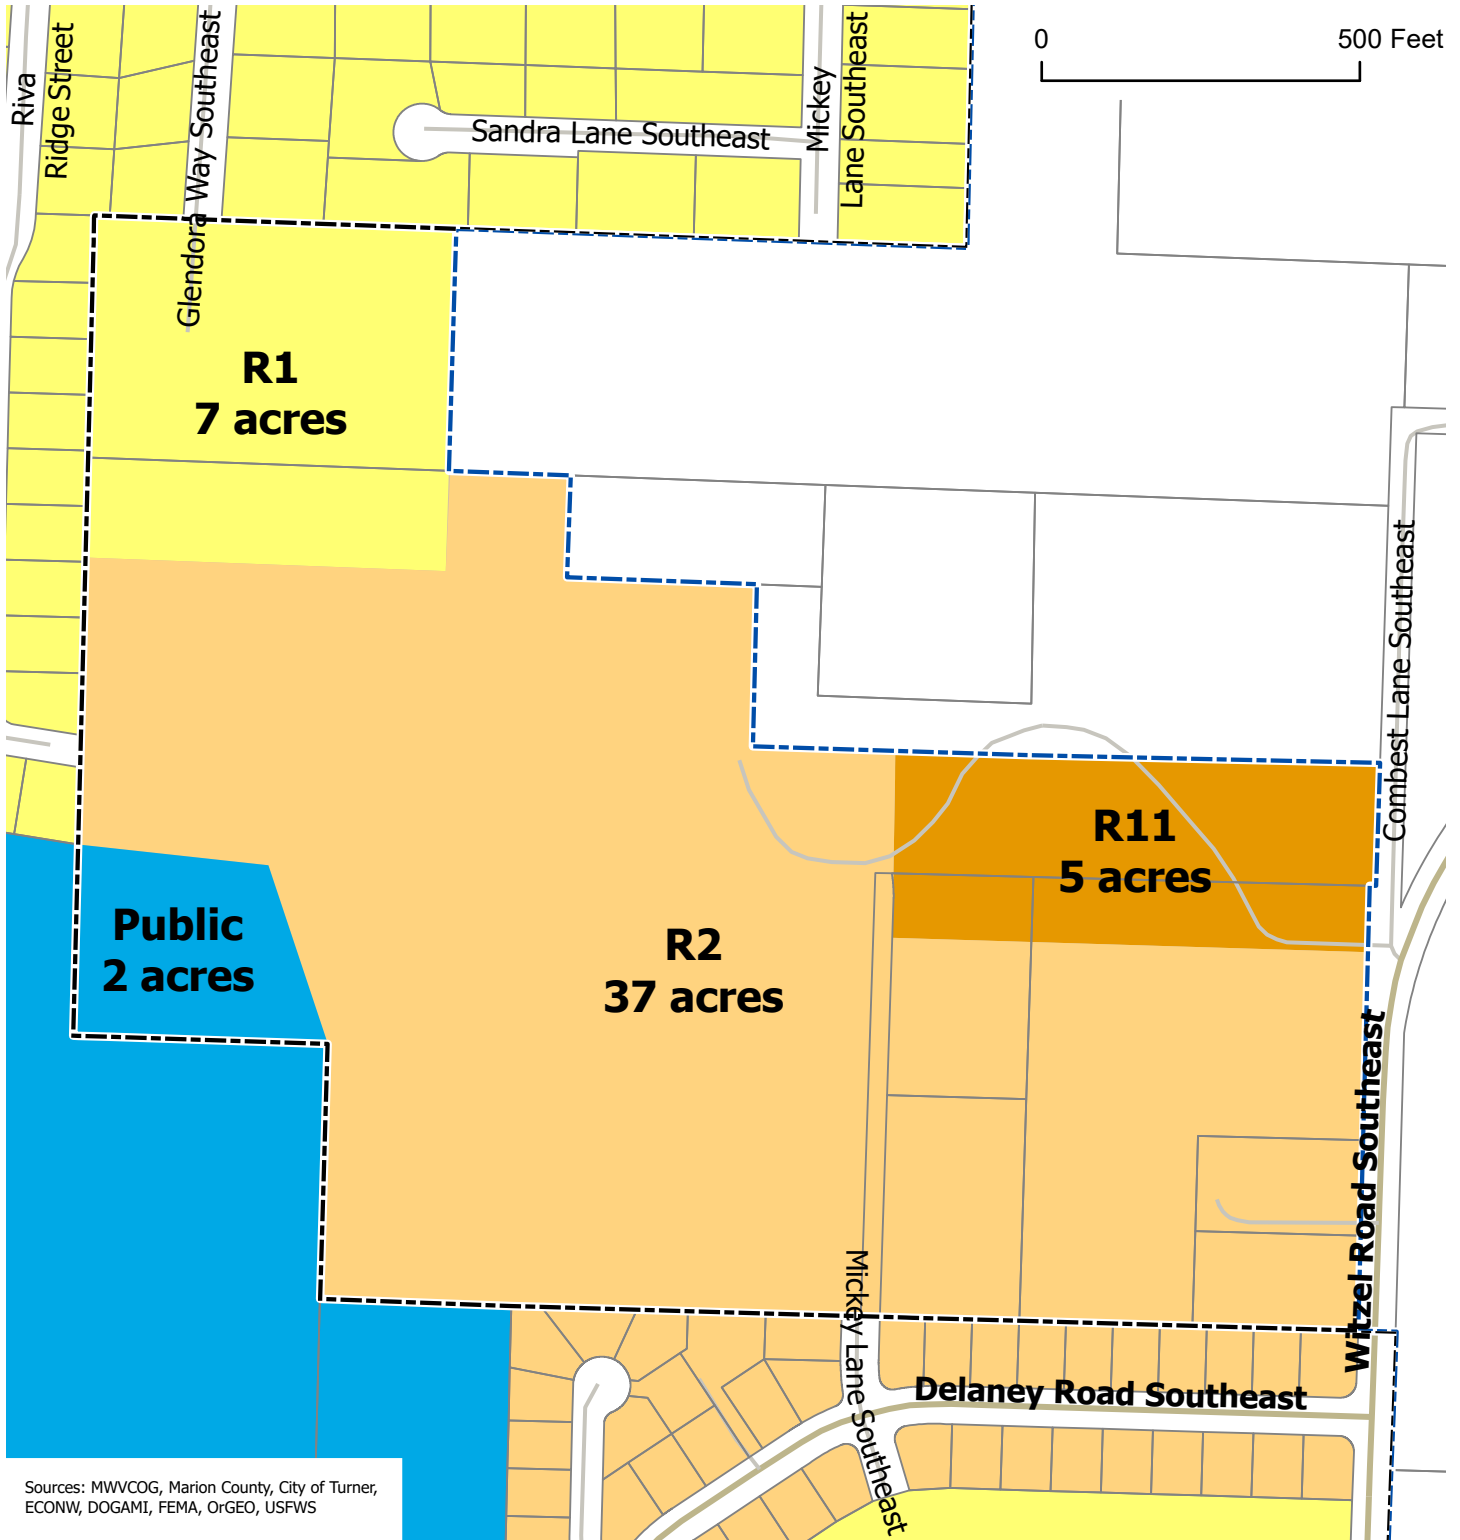 0 500 Feet
Riva
Ridge Street
Glendora Way Southeast
Sandra Lane Southeast
Mickey
Lane Southeast
R1
7 acres
Combest Lane Southeast
R11
5 acres
Public
2 acres
R2
37 acres
Witzel Road Southeast
Mickey Lane Southeast
Delaney Road Southeast
Sources: MWVCOG, Marion County, City of Turner,
ECONW, DOGAMI, FEMA, OrGEO, USFWS